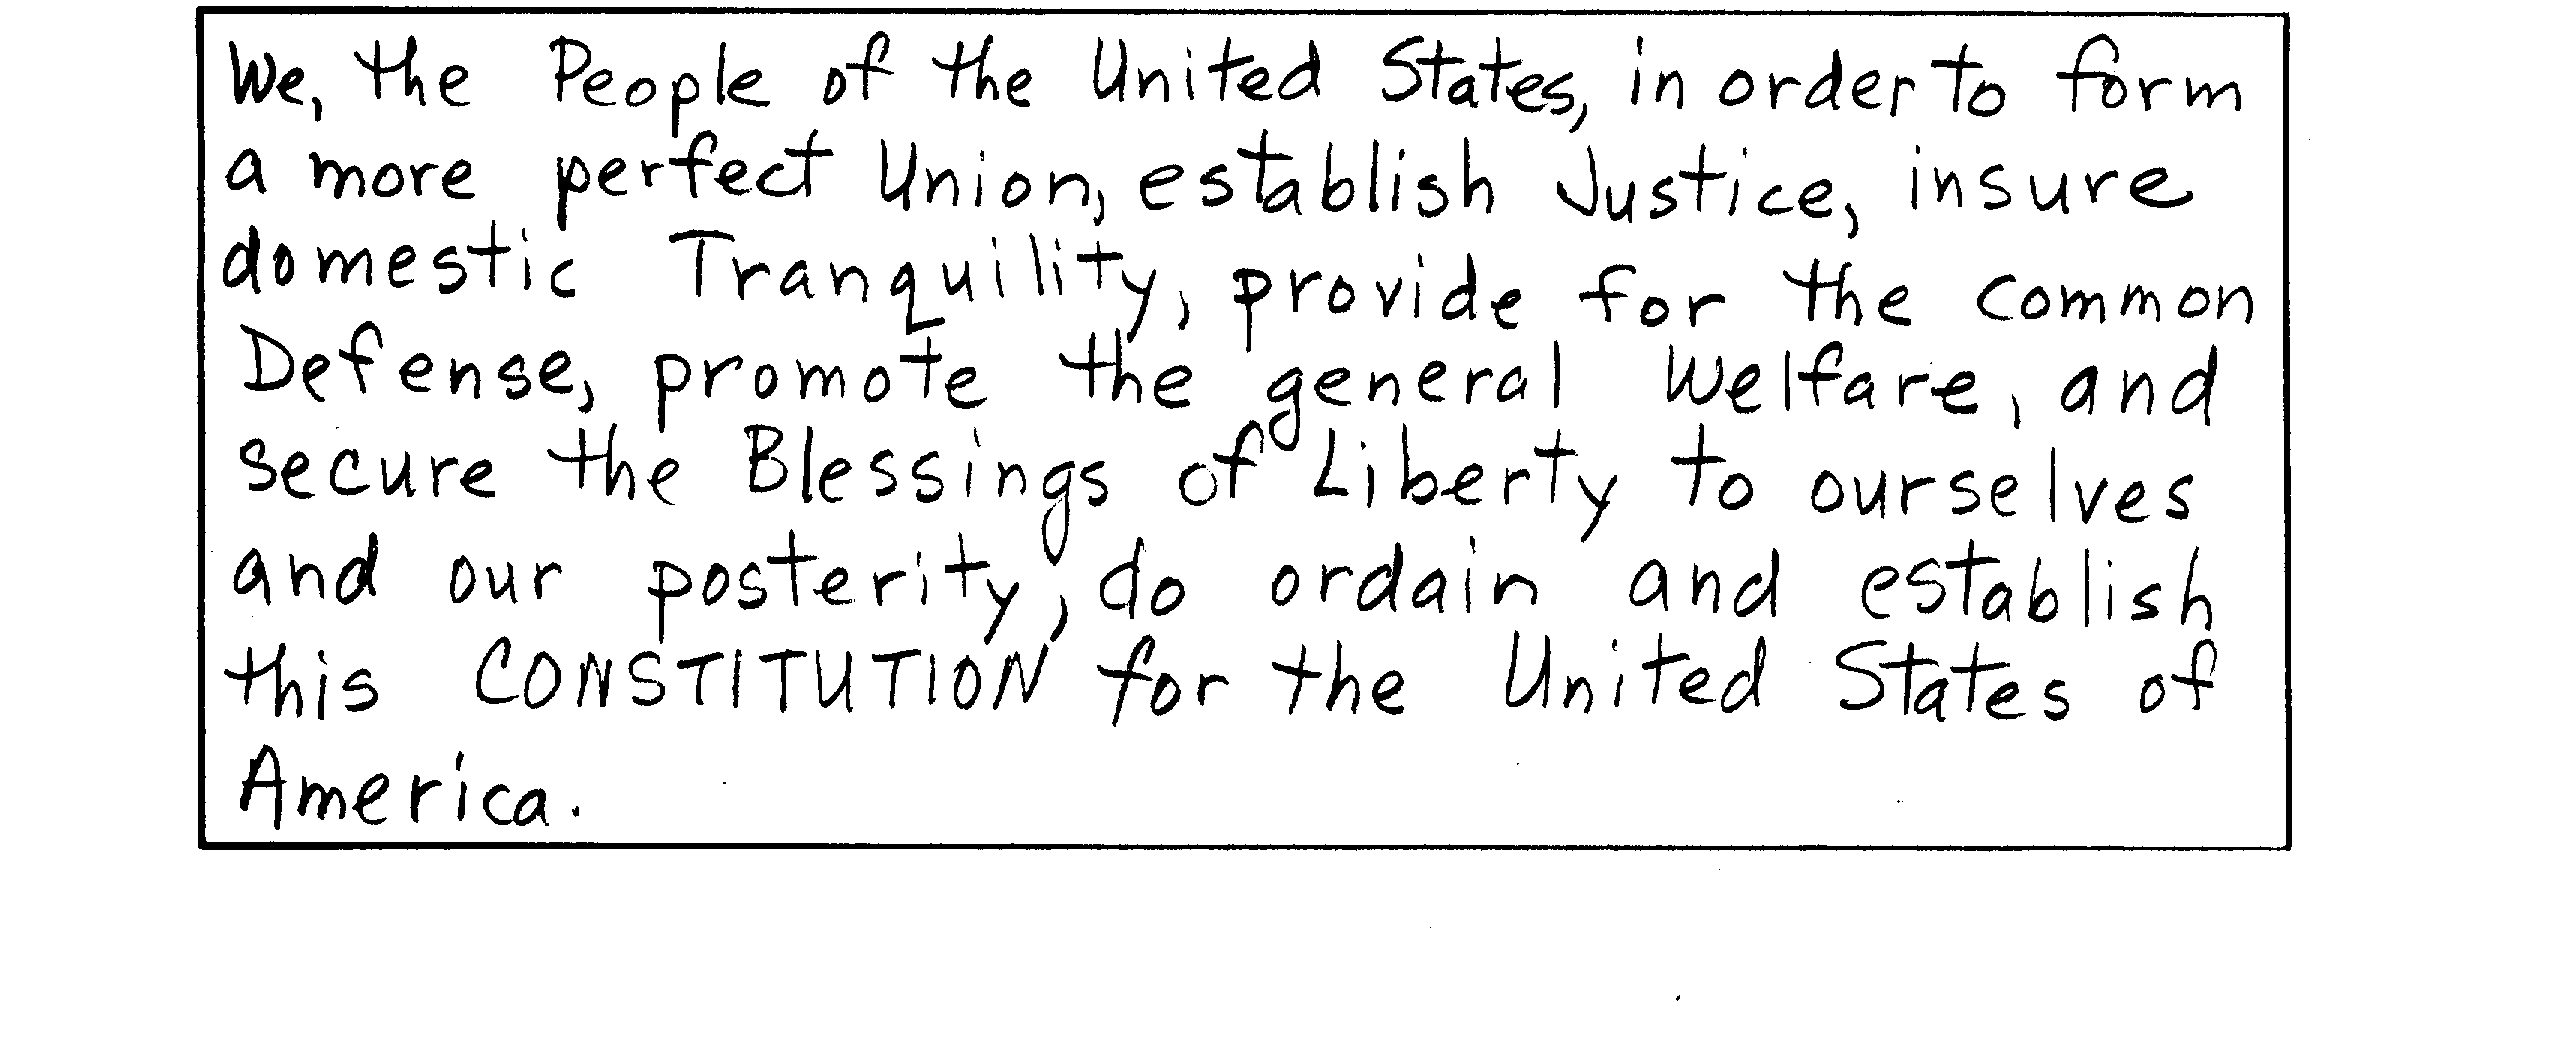 We, the People of the United States, in order to form
a more perfect Union, establish Justice, insure
domestic Tranquility, provide for the common
Defense, promote the general Welfare, and
secure the Blessings of Liberty to ourselves
and our posterity, do ordain and establish
this CONSTITUTION for the United States of
America.